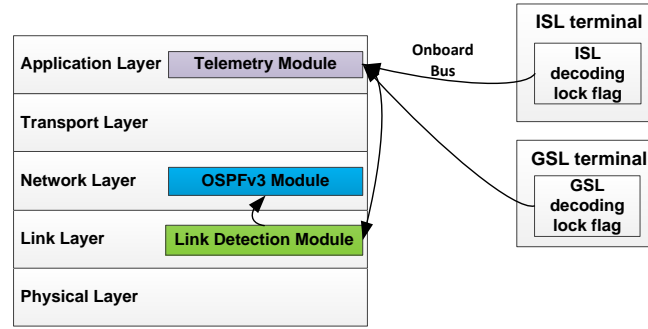 Application Layer
Telemetry Module
Transport Layer
Network Layer
OSPFv3 Module
Link Layer
Link Detection Module
Physical Layer
Onboard
Bus
ISL terminal
ISL
decoding
lock flag
GSL terminal
GSL
decoding
lock flag